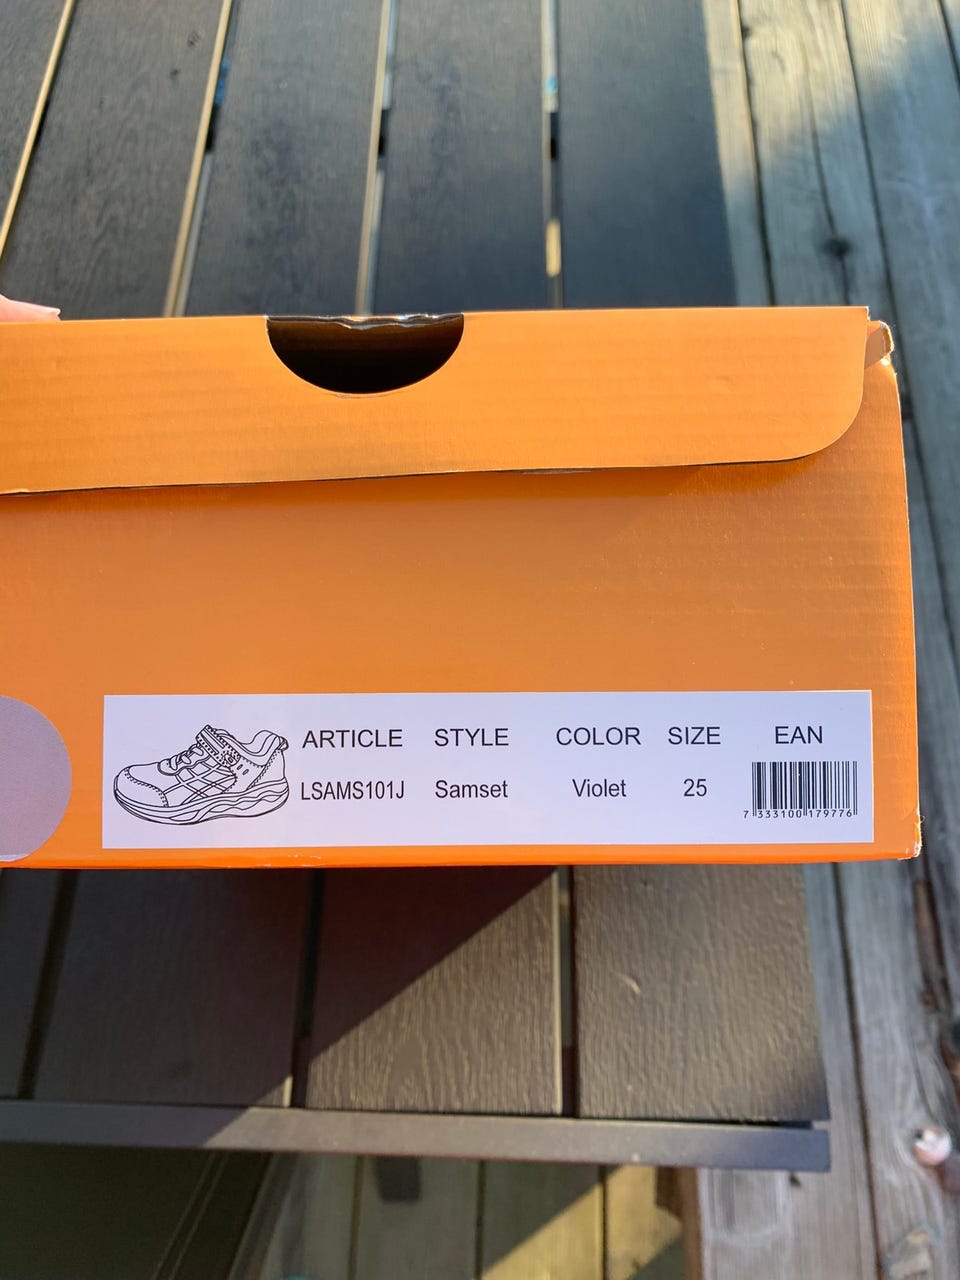 ARTICLE STYLE COLOR SIZE EAN
LSAMS101J Samset Violet 25
7 333100 179776